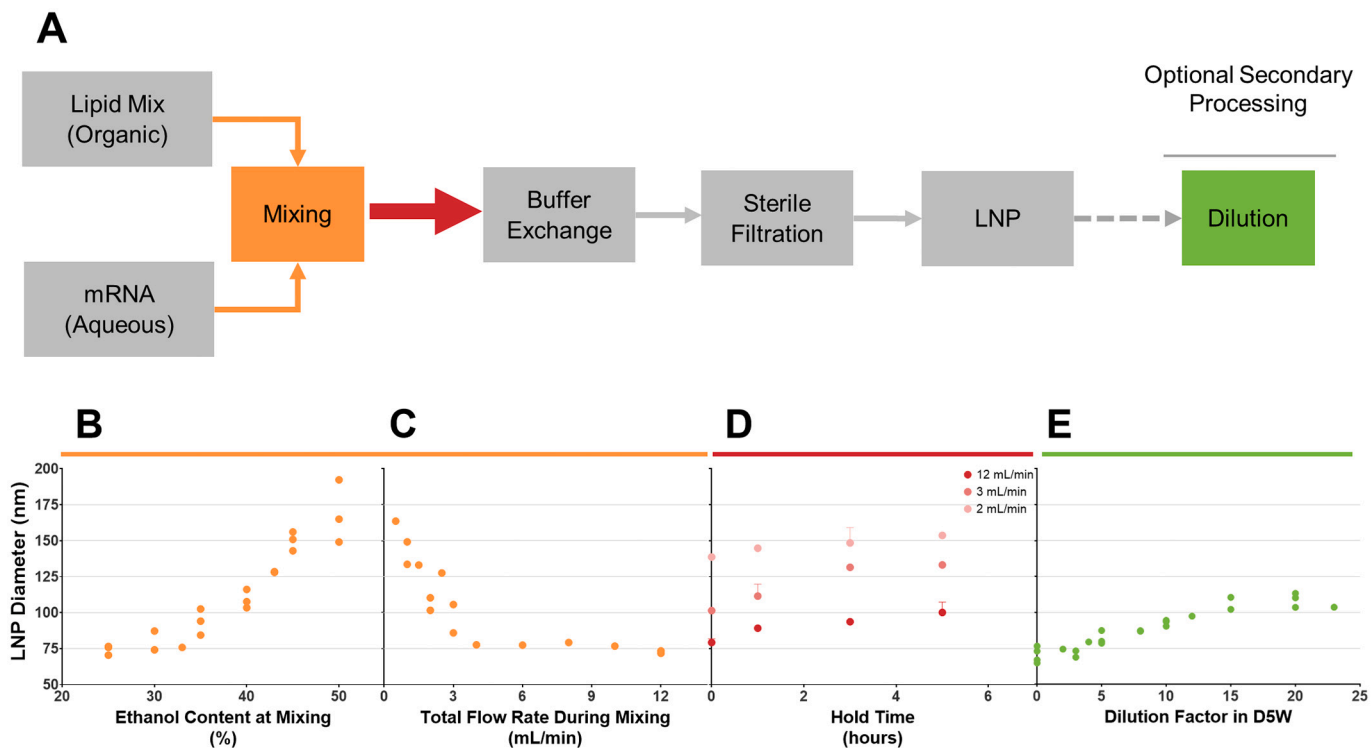 A
Lipid Mix
(Organic)
mRNA
(Aqueous)
Mixing
Buffer
Exchange
Sterile
Filtration
LNP
Optional Secondary
Processing
Dilution
B
C
D
E
LNP Diameter (nm)
200
175
150
125
100
75
50
20
30
40
50
Ethanol Content at Mixing
(%)
0
3
6
9
12
Total Flow Rate During Mixing
(mL/min)
12 mL/min
3 mL/min
2 mL/min
0
2
4
6
Hold Time
(hours)
0
5
10
15
20
25
Dilution Factor in D5W